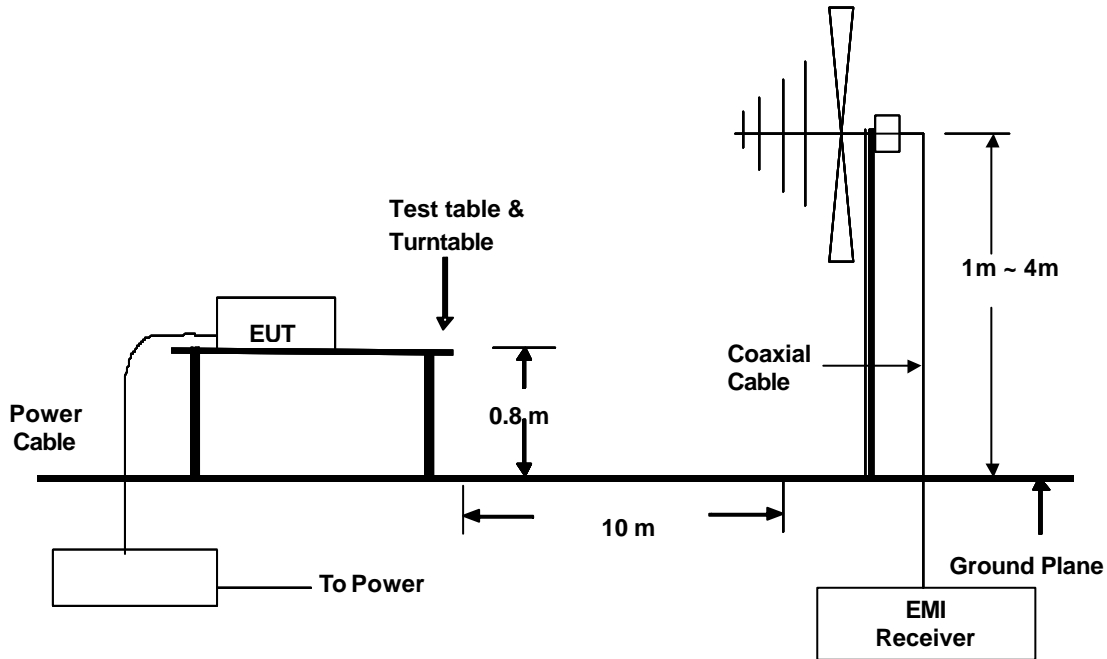 Test table &
Turntable
EUT
1m ~ 4m
Coaxial
Cable
0.8 m
Power
Cable
10 m
To Power
Ground Plane
EMI
Receiver